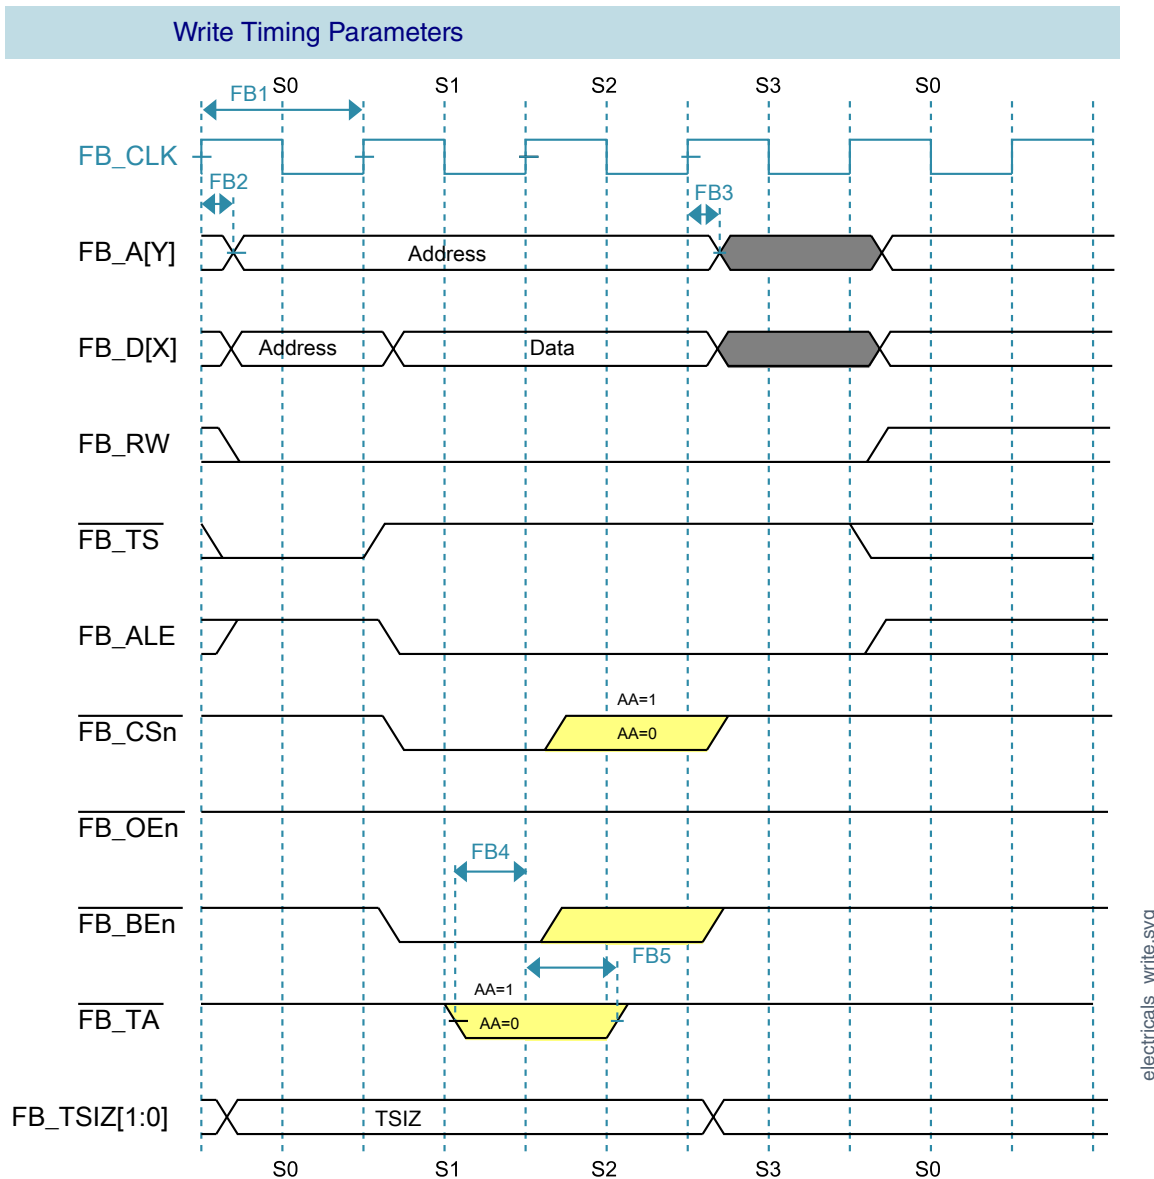 Write Timing Parameters
S0 S1 S2 S3 S0
FB1
FB_CLK
FB2
FB3
FB_A[Y]
Address
FB_D[X]
Address Data
FB_RW
FB_TS
FB_ALE
AA=1
FB_CSn
AA=0
FB_OEn
FB4
FB_BEn
FB5
AA=1
FB_TA
AA=0
FB_TSIZ[1:0]
TSIZ
S0 S1 S2 S3 S0
electricals_write.svg